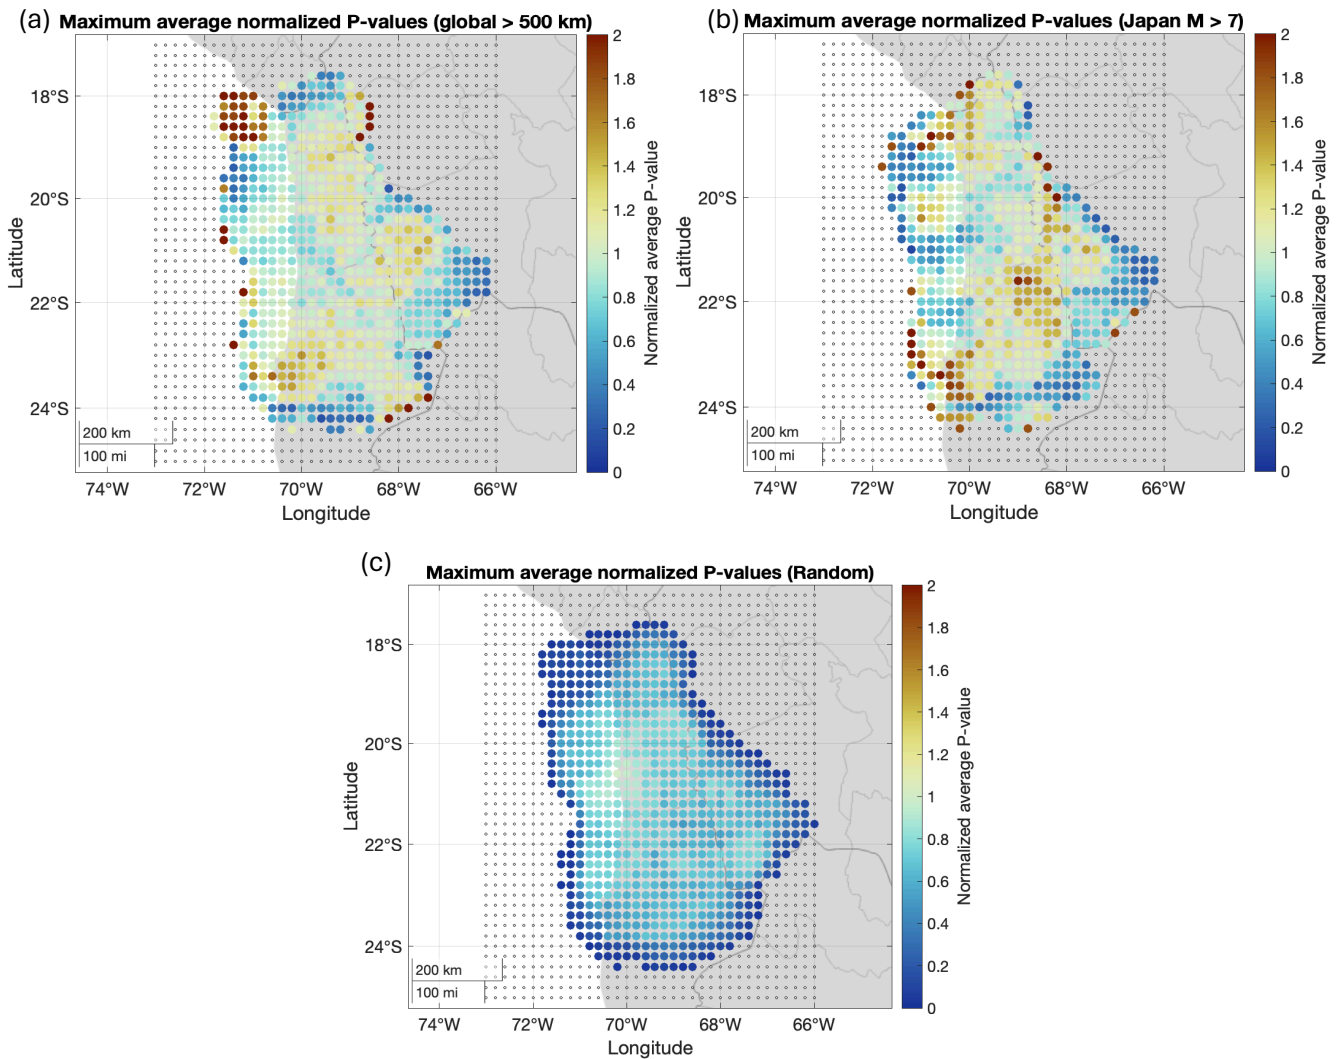 (a)
Maximum average normalized P-values (global > 500 km)
18°S
20°S
22°S
24°S
Latitude
200 km
100 mi
74°W
72°W
70°W
68°W
66°W
Longitude
2
1.8
1.6
1.4
1.2
1
0.8
0.6
0.4
0.2
0
Normalized average P-value
(b)
Maximum average normalized P-values (Japan M > 7)
18°S
20°S
22°S
24°S
Latitude
200 km
100 mi
74°W
72°W
70°W
68°W
66°W
Longitude
2
1.8
1.6
1.4
1.2
1
0.8
0.6
0.4
0.2
0
Normalized average P-value
(c)
Maximum average normalized P-values (Random)
18°S
20°S
22°S
24°S
Latitude
200 km
100 mi
74°W
72°W
70°W
68°W
66°W
Longitude
2
1.8
1.6
1.4
1.2
1
0.8
0.6
0.4
0.2
0
Normalized average P-value